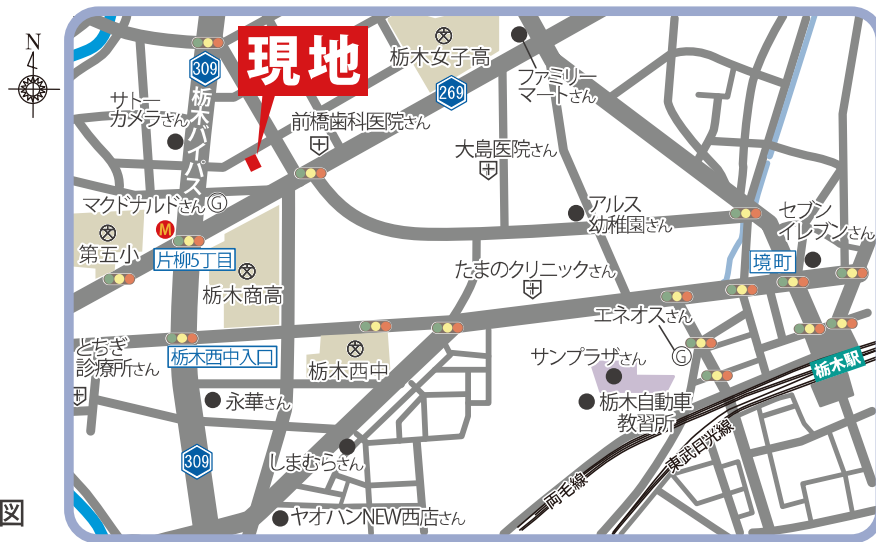 N
309
現地
栃木女子高
ファミリー
マートさん
269
サトー
カメラさん
栃木バイパス
前橋歯科医院さん
大島医院さん
マクドナルドさん
G
M
第五小
片柳5丁目
栃木商高
アルス
幼稚園さん
セブン
イレブンさん
境町
たまのクリニックさん
エネオスさん
G
とちぎ
診療所さん
栃木西中入口
栃木西中
サンプラザさん
栃木駅
永華さん
栃木自動車
教習所
東武日光線
両毛線
309
しまむらさん
ヤオハンNEW西店さん
図